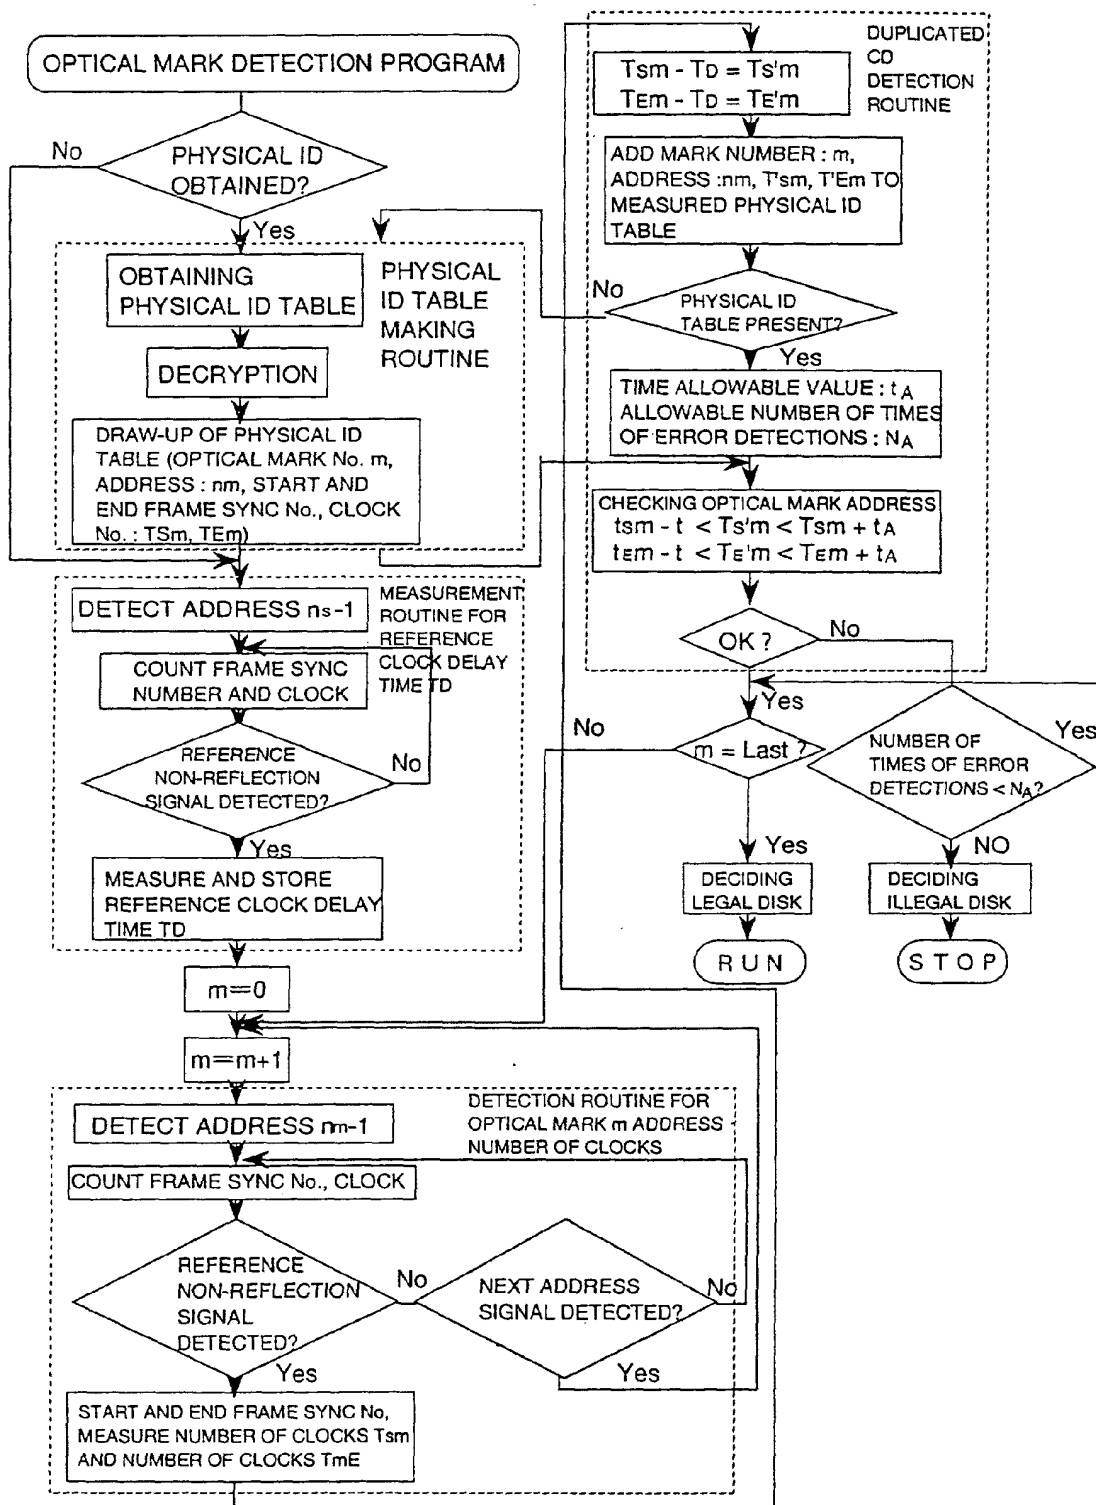 OPTICAL MARK DETECTION PROGRAM
PHYSICAL ID
OBTAINED?
No
Yes
OBTAINING
PHYSICAL ID TABLE
DECRYPTION
DRAW-UP OF PHYSICAL ID
TABLE (OPTICAL MARK No. m,
ADDRESS : nm, START AND
END FRAME SYNC No., CLOCK
No. : TSm, TEm)
PHYSICAL
ID TABLE
MAKING
ROUTINE
DETECT ADDRESS ns-1
MEASUREMENT
ROUTINE FOR
REFERENCE
CLOCK DELAY
TIME TD
COUNT FRAME SYNC
NUMBER AND CLOCK
REFERENCE
NON-REFLECTION
SIGNAL DETECTED?
No
Yes
MEASURE AND STORE
REFERENCE CLOCK DELAY
TIME TD
m=0
m=m+1
DETECT ADDRESS nm-1
DETECTION ROUTINE FOR
OPTICAL MARK m ADDRESS -
NUMBER OF CLOCKS
COUNT FRAME SYNC No., CLOCK
REFERENCE
NON-REFLECTION
SIGNAL
DETECTED?
No
NEXT ADDRESS
SIGNAL DETECTED?
No
Yes
Yes
START AND END FRAME SYNC No,
MEASURE NUMBER OF CLOCKS Tsm
AND NUMBER OF CLOCKS TmE
DUPLICATED
CD
DETECTION
ROUTINE
Tsm - TD = Ts'm
TEm - TD = TE'm
ADD MARK NUMBER : m,
ADDRESS :nm, T'sm, T'Em TO
MEASURED PHYSICAL ID
TABLE
No
PHYSICAL ID
TABLE PRESENT?
Yes
TIME ALLOWABLE VALUE : tA
ALLOWABLE NUMBER OF TIMES
OF ERROR DETECTIONS : NA
CHECKING OPTICAL MARK ADDRESS
tsm - t < Ts'm < Tsm + tA
tEm - t < TE'm < TEm + tA
OK ?
No
Yes
No
m = Last ?
Yes
NUMBER OF
TIMES OF ERROR
DETECTIONS < NA?
Yes
NO
DECIDING
LEGAL DISK
DECIDING
ILLEGAL DISK
RUN
STOP